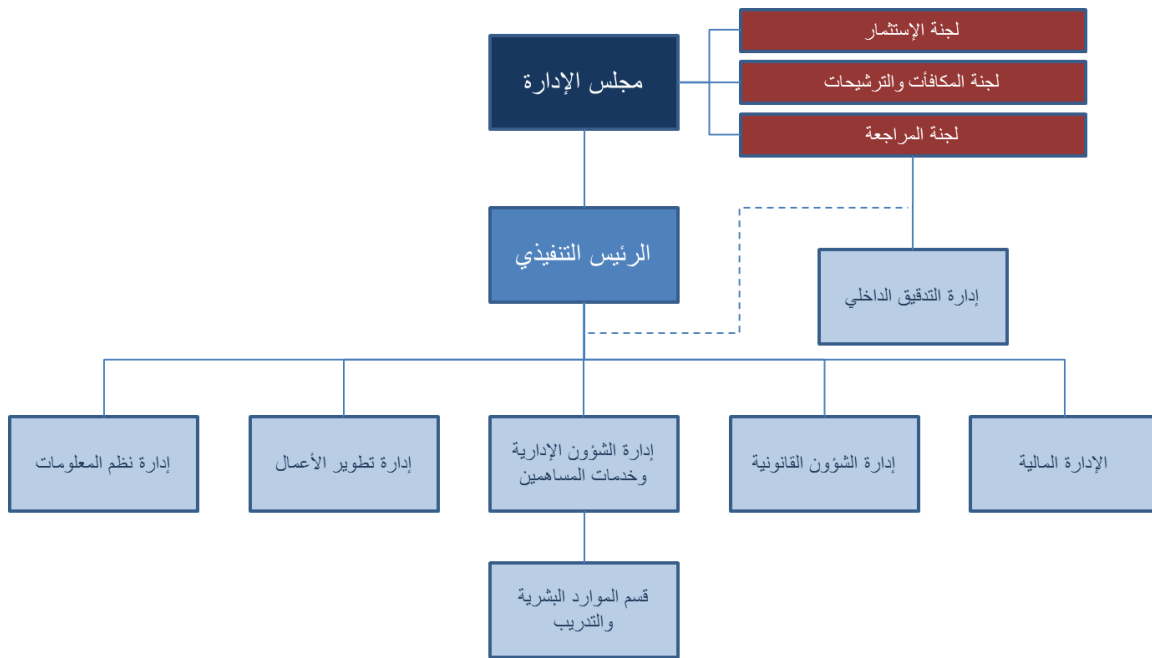 لجنة الإستثمار
مجلس الإدارة
لجنة المكافأت والترشيحات
لجنة المراجعة
الرئيس التنفيذي
إدارة التدقيق الداخلي
الإدارة المالية
إدارة الشؤون القانونية
إدارة الشؤون الإدارية
وخدمات المساهمين
إدارة تطوير الأعمال
إدارة نظم المعلومات
قسم الموارد البشرية
والتدريب